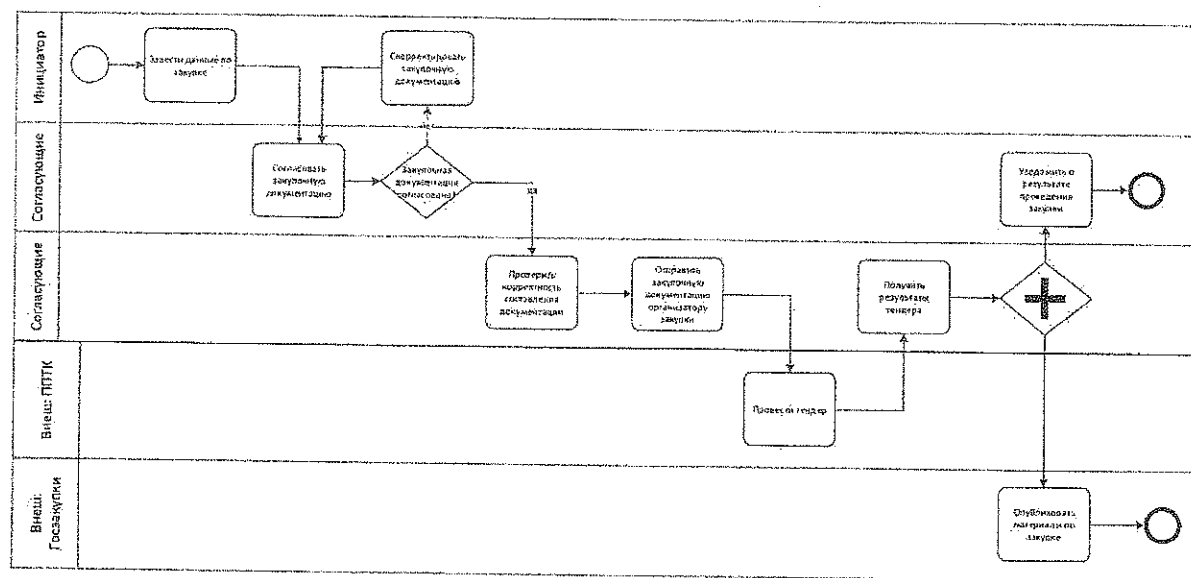 Инициатор
Завести данные по
закупке
Скорректировать
закупочную
документацию
Согласующие
Согласовать
закупочную
документацию
Закупочная
документация
согласована?
да
Уведомить о
результате
проведения
закупки
Согласующие
Проверить
корректность
составления
документации
Отправить
закупочную
документацию
организатору
закупки
Получить
результаты
тендера
Внеш: ППТК
Провести тендер
Внеш:
Госзакупки
Опубликовать
материалы по
закупке